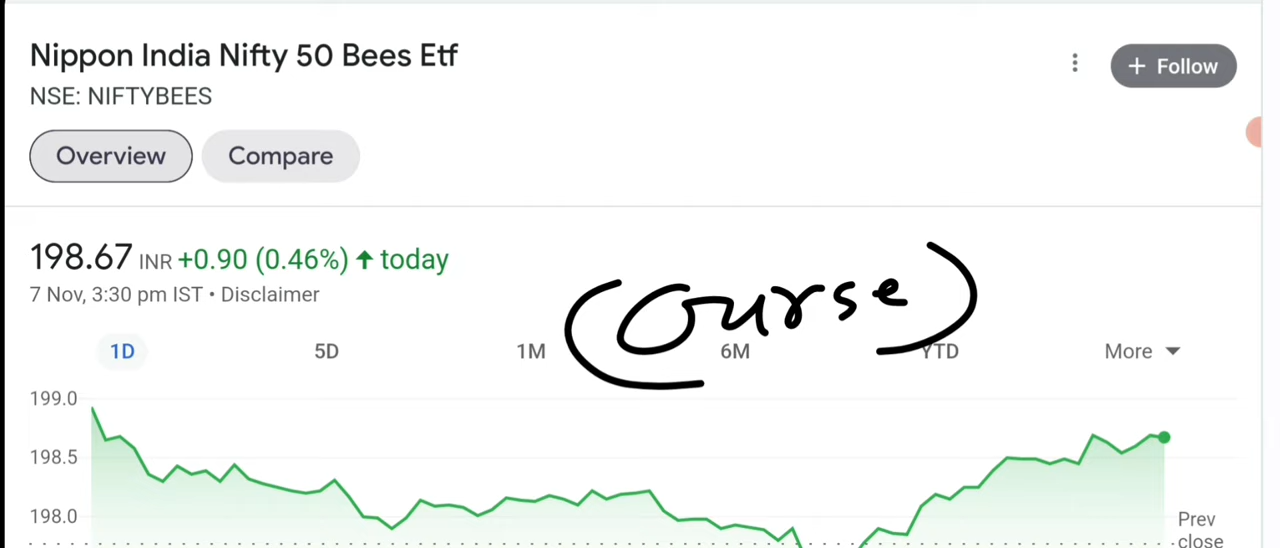 Nippon India Nifty 50 Bees Etf
+ Follow
NSE: NIFTYBEES
Overview Compare
198.67 INR +0.90 (0.46%) ↑ today
7 Nov, 3:30 pm IST • Disclaimer
(Ourse)
1D 5D 1M 6M YTD More
199.0
198.5
198.0
Prev
close